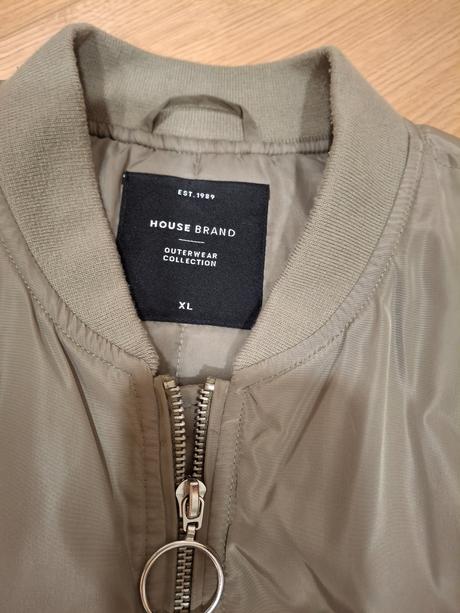 EST. 1989
HOUSE BRAND
OUTERWEAR
COLLECTION
XL